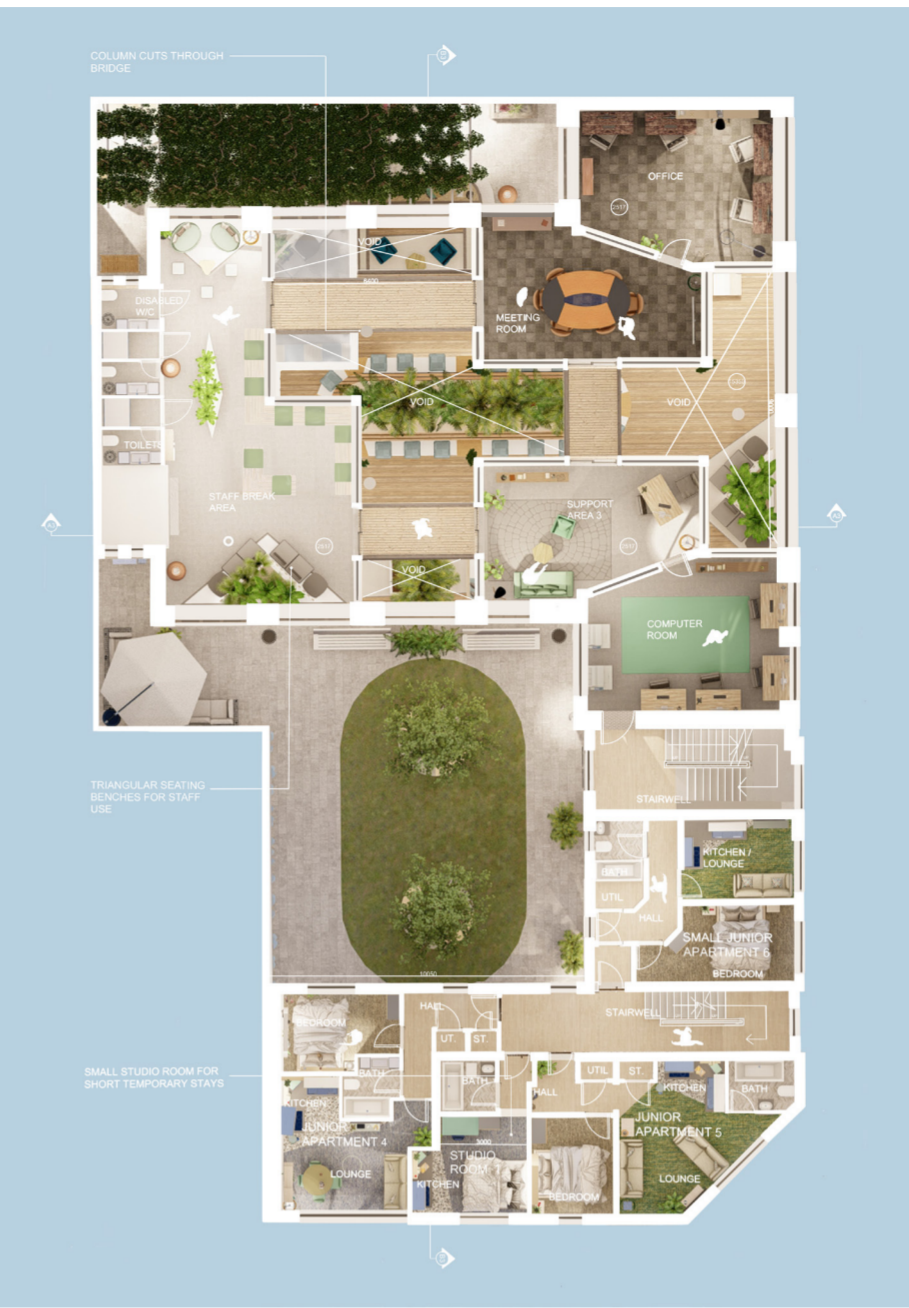 COLUMN CUTS THROUGH
BRIDGE
OFFICE
VOID
DISABLED
W/C
MEETING
ROOM
VOID
VOID
TOILET
STAFF BREAK
AREA
SUPPORT
AREA 3
VOID
COMPUTER
ROOM
TRIANGULAR SEATING
BENCHES FOR STAFF
USE
STAIRWELL
KITCHEN /
LOUNGE
BATH
UTIL
HALL
SMALL JUNIOR
APARTMENT 6
BEDROOM
10050
HALL
STAIRWELL
BEDROOM
UT.
ST.
SMALL STUDIO ROOM FOR
SHORT TEMPORARY STAYS
BATH
BATH
UTIL
ST.
HALL
KITCHEN
BATH
KITCHEN
JUNIOR
APARTMENT 4
JUNIOR
APARTMENT 5
3000
STUDIO
ROOM
LOUNGE
KITCHEN
BEDROOM
LOUNGE